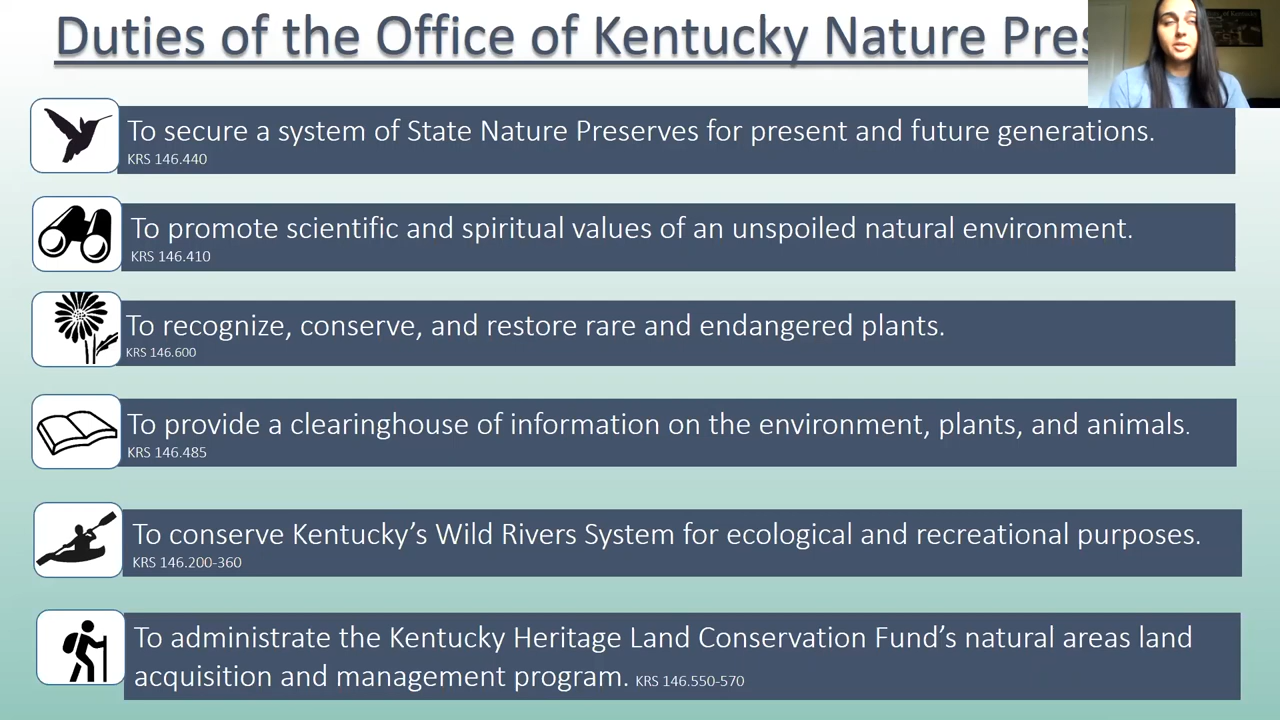 Duties of the Office of Kentucky Nature Pres
To secure a system of State Nature Preserves for present and future generations.
KRS 146.440
To promote scientific and spiritual values of an unspoiled natural environment.
KRS 146.410
To recognize, conserve, and restore rare and endangered plants.
KRS 146.600
To provide a clearinghouse of information on the environment, plants, and animals.
KRS 146.485
To conserve Kentucky’s Wild Rivers System for ecological and recreational purposes.
KRS 146.200-360
To administrate the Kentucky Heritage Land Conservation Fund’s natural areas land
acquisition and management program. KRS 146.550-570